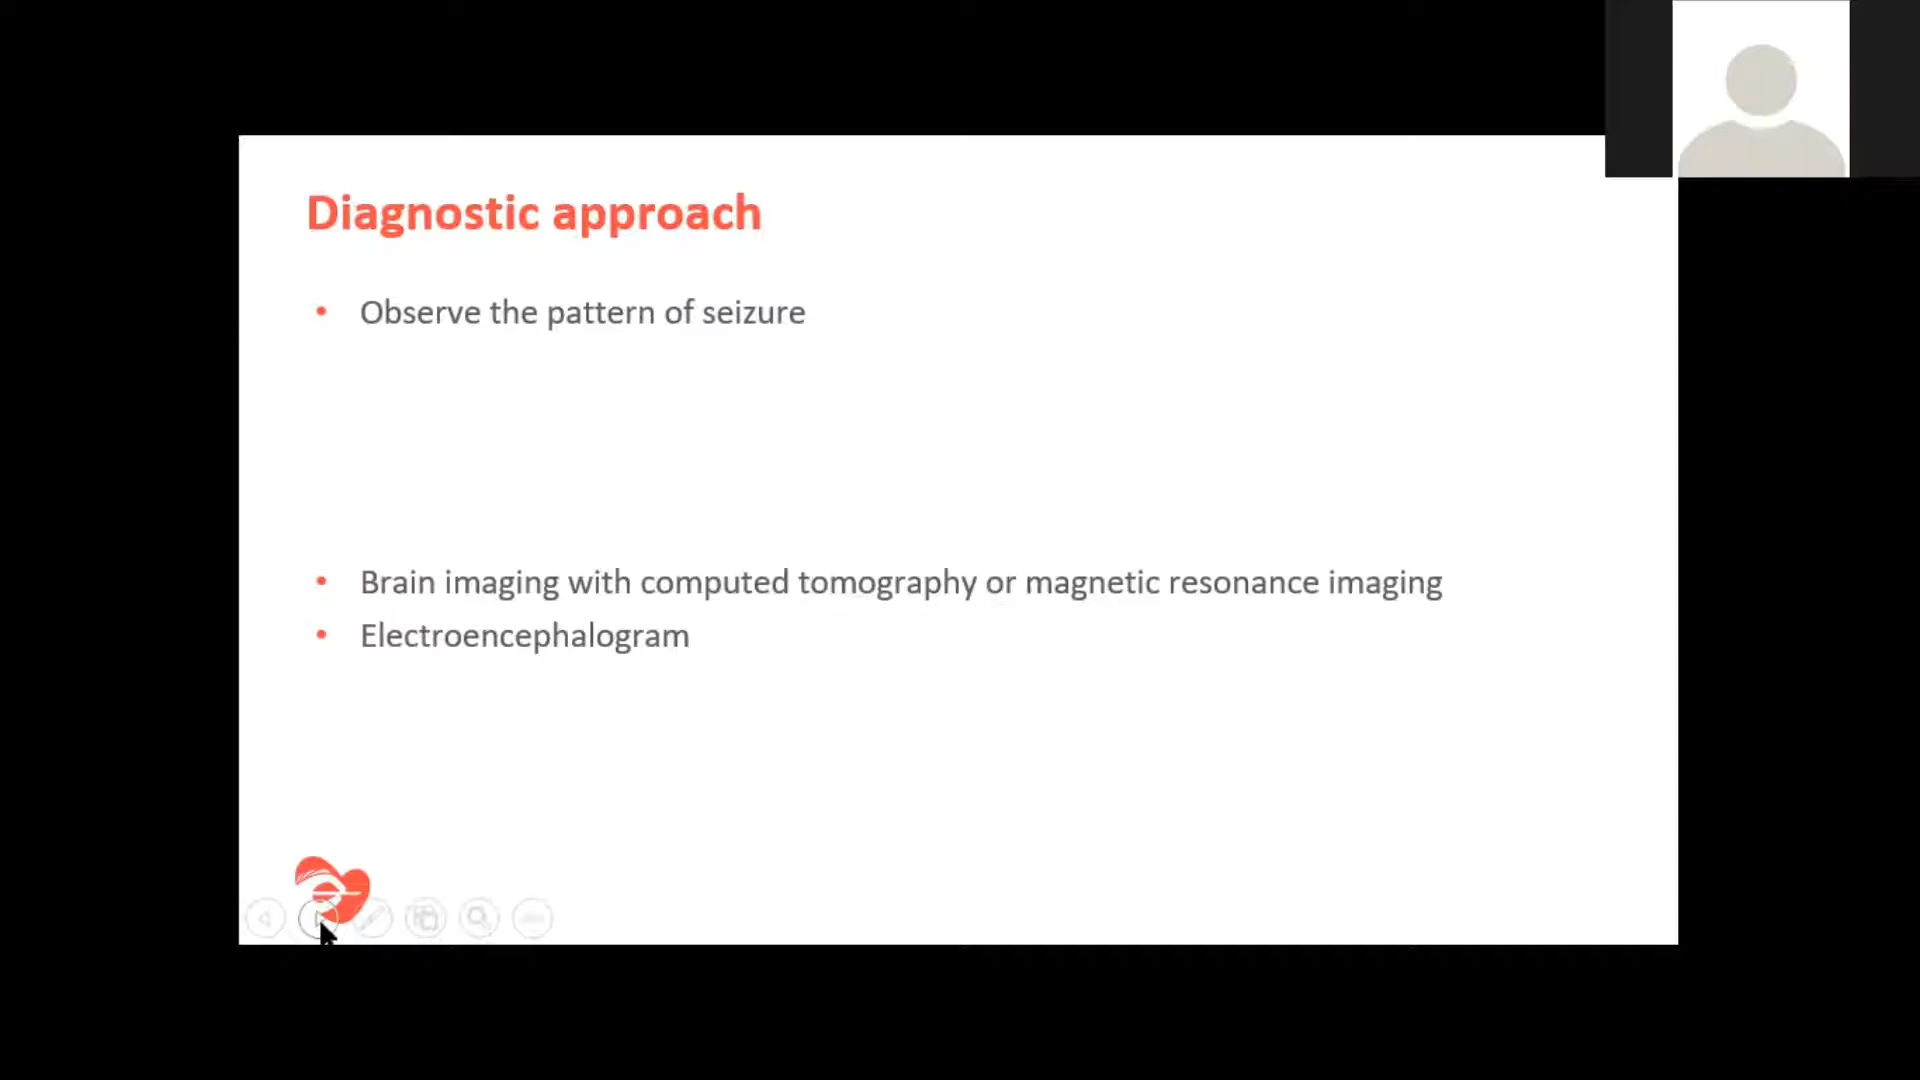 Diagnostic approach
• Observe the pattern of seizure
• Brain imaging with computed tomography or magnetic resonance imaging
• Electroencephalogram